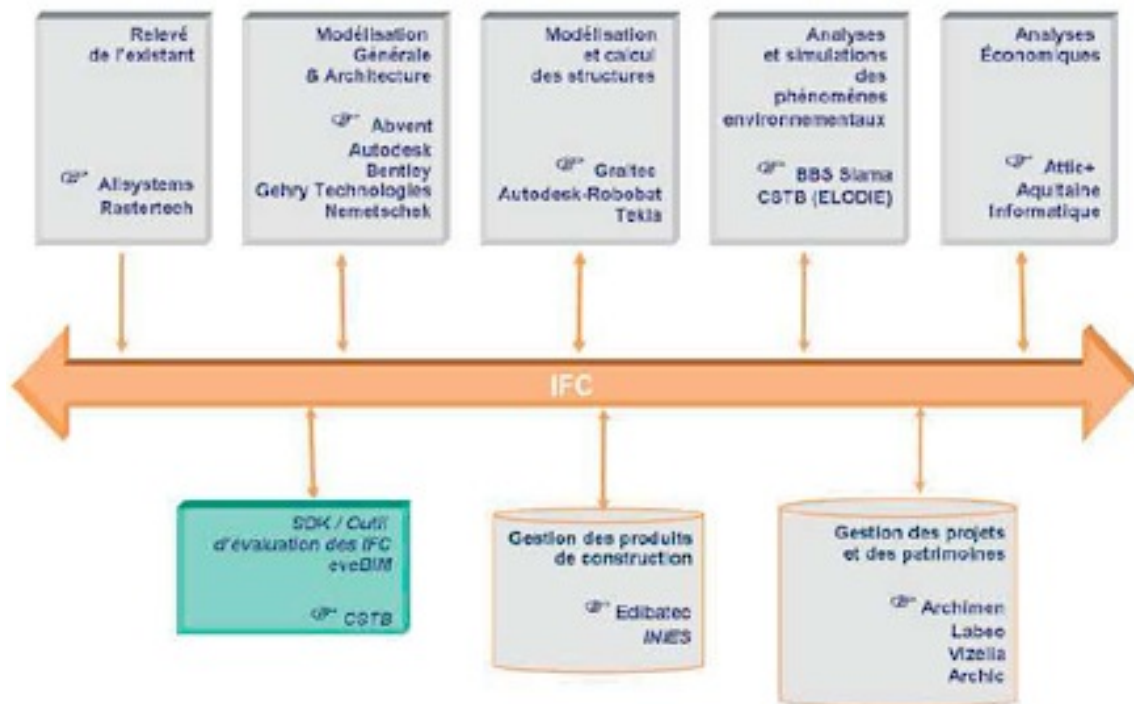 Relevé
de l'existant
☞ Allsystems
Rastertech
Modélisation
Générale
& Architecture
☞ Abvent
Autodesk
Bentley
Gehry Technologies
Nemetschek
Modélisation
et calcul
des structures
☞ Graitec
Autodesk-Robobat
Tekla
Analyses
et simulations
des
phénomènes
environnementaux
☞ BBS Slama
CSTB (ELODIE)
Analyses
Économiques
☞ Attic+
Aquitaine
Informatique
IFC
SDK / Outil
d'évaluation des IFC
eveBIM
☞ CSTB
Gestion des produits
de construction
☞ Edibatec
INIES
Gestion des projets
et des patrimoines
☞ Archimen
Labeo
Vizelia
Archic